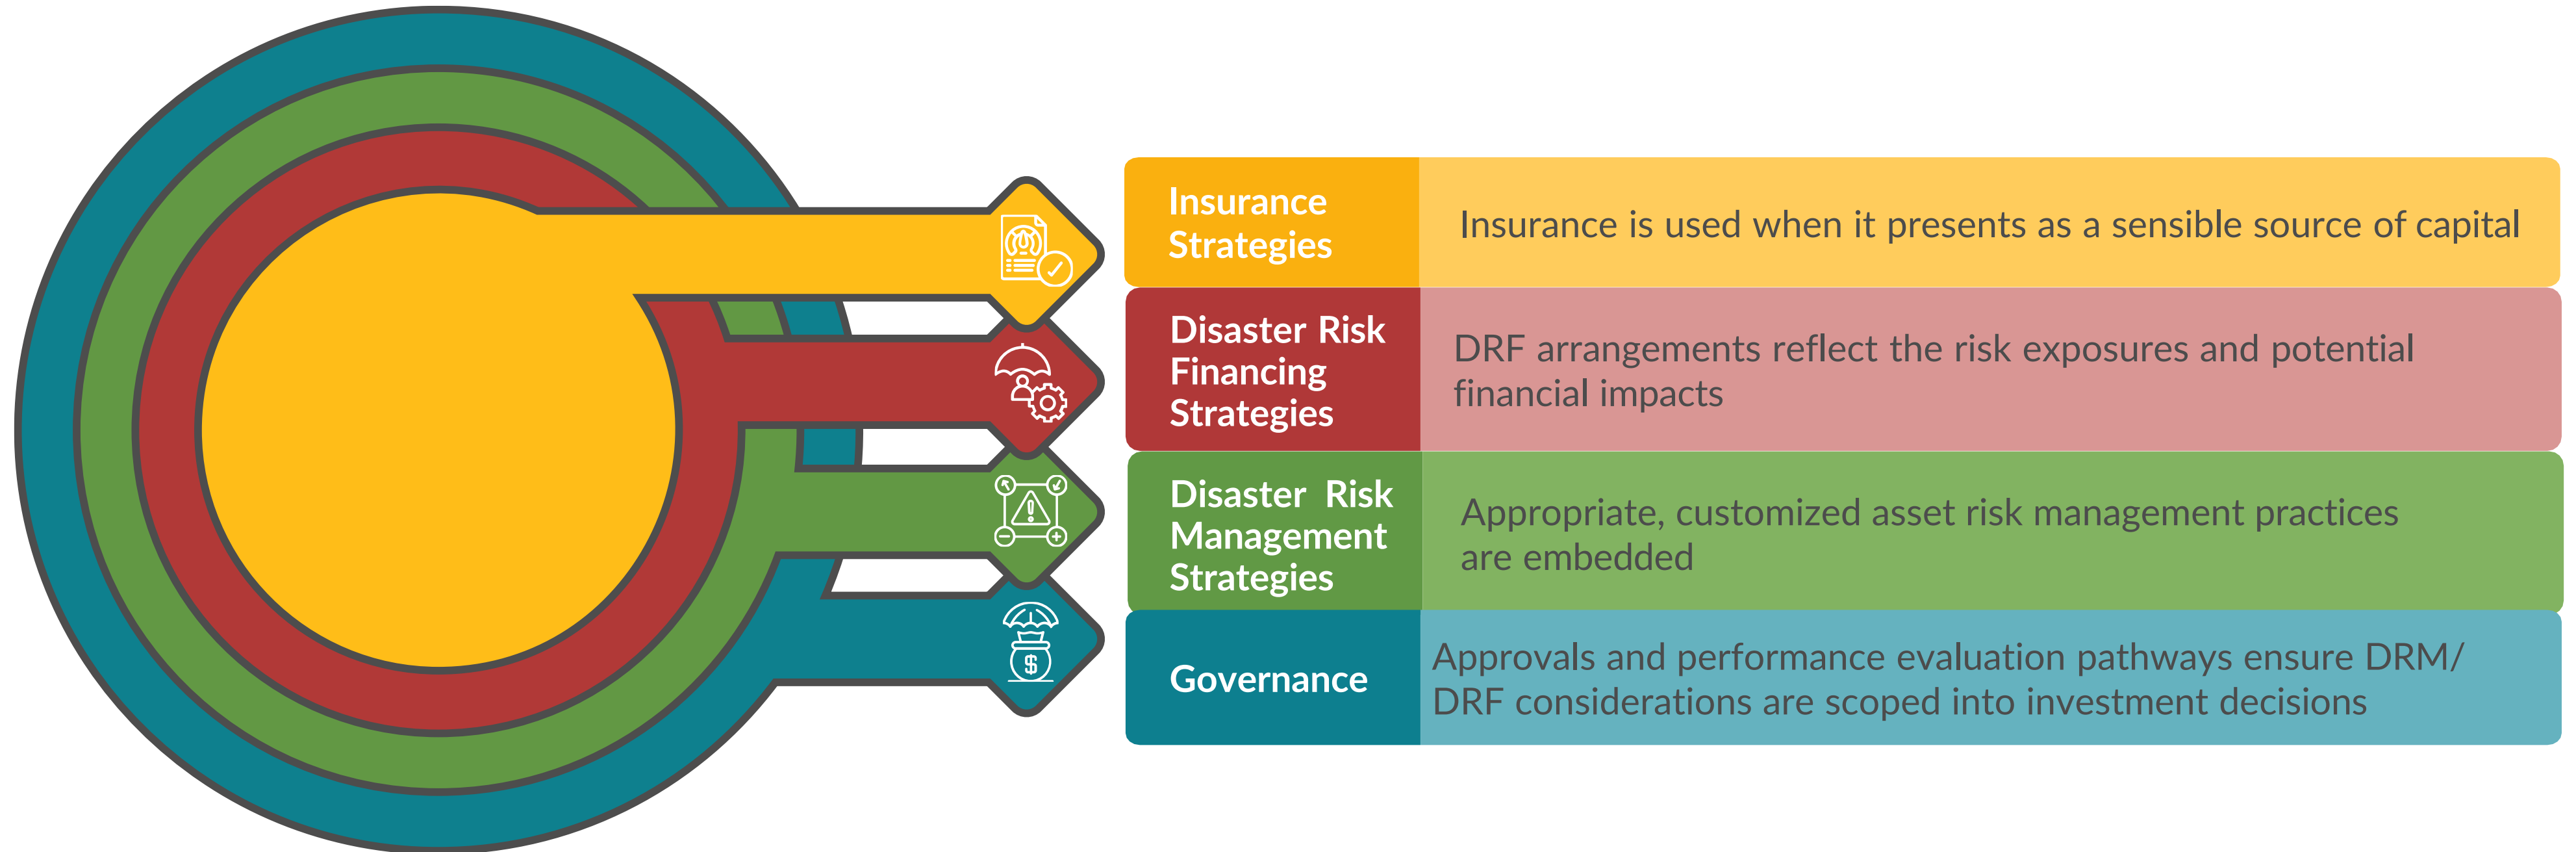 Insurance
Strategies
Insurance is used when it presents as a sensible source of capital
Disaster Risk
Financing
Strategies
DRF arrangements reflect the risk exposures and potential
financial impacts
Disaster Risk
Management
Strategies
Appropriate, customized asset risk management practices
are embedded
Governance
Approvals and performance evaluation pathways ensure DRM/
DRF considerations are scoped into investment decisions
$